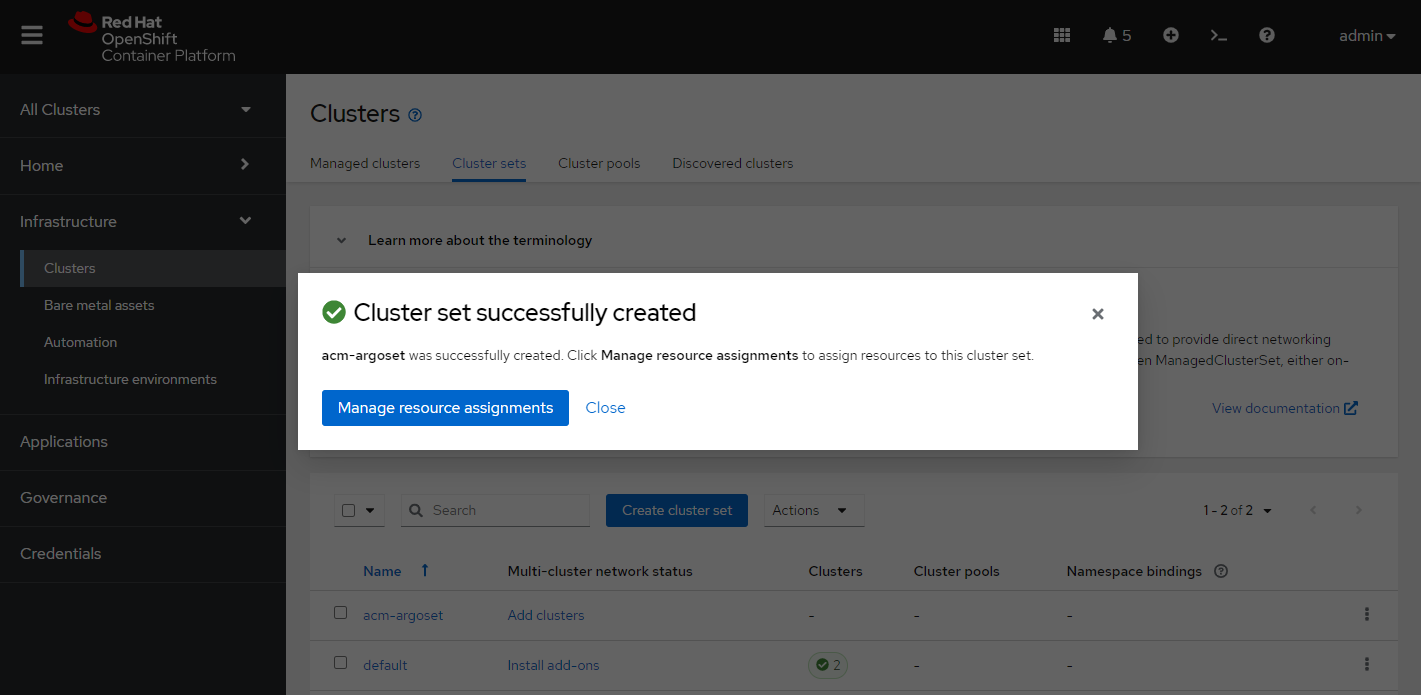 Red Hat
OpenShift
Container Platform
5
admin
All Clusters
Home
Infrastructure
Clusters
Bare metal assets
Automation
Infrastructure environments
Applications
Governance
Credentials
Clusters
Managed clusters Cluster sets Cluster pools Discovered clusters
Learn more about the terminology
ed to provide direct networking
en ManagedClusterSet, either on-
View documentation
Cluster set successfully created
acm-argoset was successfully created. Click Manage resource assignments to assign resources to this cluster set.
Manage resource assignments Close
Search Create cluster set Actions 1 - 2 of 2
Name Multi-cluster network status Clusters Cluster pools Namespace bindings
acm-argoset Add clusters - - -
default Install add-ons 2 - -